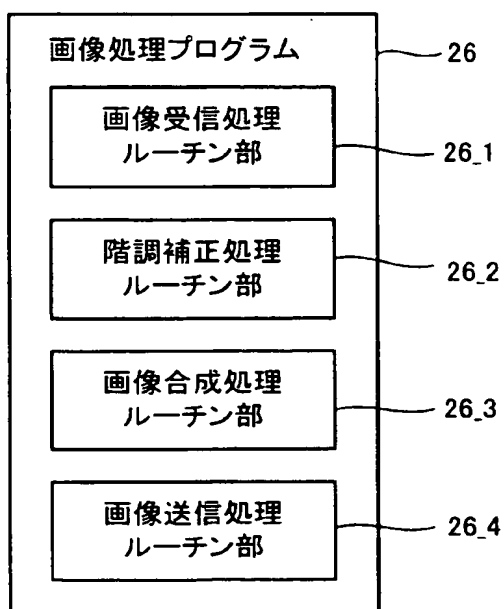 画像処理プログラム
26
画像受信処理
ルーチン部
26_1
階調補正処理
ルーチン部
26_2
画像合成処理
ルーチン部
26_3
画像送信処理
ルーチン部
26_4